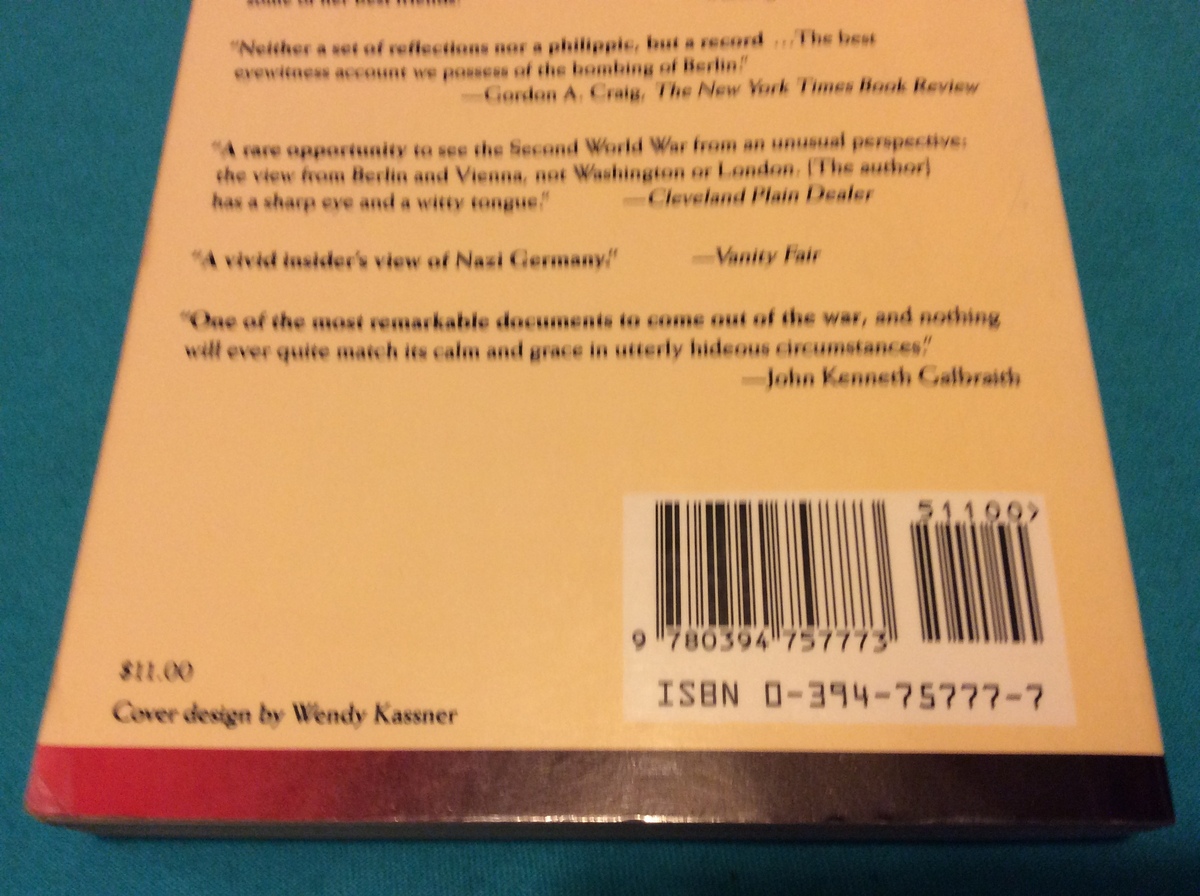 some of her best friends."
"Neither a set of reflections nor a philippic, but a record ...The best
eyewitness account we possess of the bombing of Berlin."
—Gordon A. Craig, The New York Times Book Review
"A rare opportunity to see the Second World War from an unusual perspective:
the view from Berlin and Vienna, not Washington or London. [The author]
has a sharp eye and a witty tongue." —Cleveland Plain Dealer
"A vivid insider's view of Nazi Germany." —Vanity Fair
"One of the most remarkable documents to come out of the war, and nothing
will ever quite match its calm and grace in utterly hideous circumstances."
—John Kenneth Galbraith
51100>
9 780394 757773
ISBN 0-394-75777-7
$11.00
Cover design by Wendy Kassner